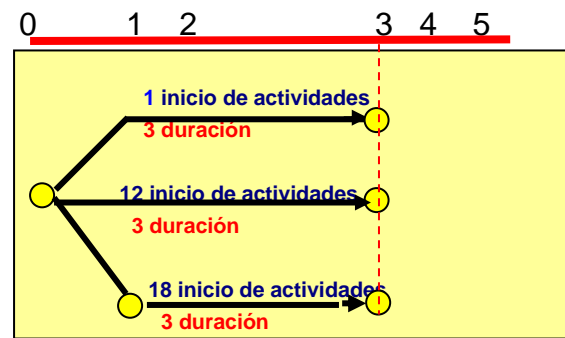 0 1 2 3 4 5
1 inicio de actividades
3 duración
12 inicio de actividades
3 duración
18 inicio de actividades
3 duración